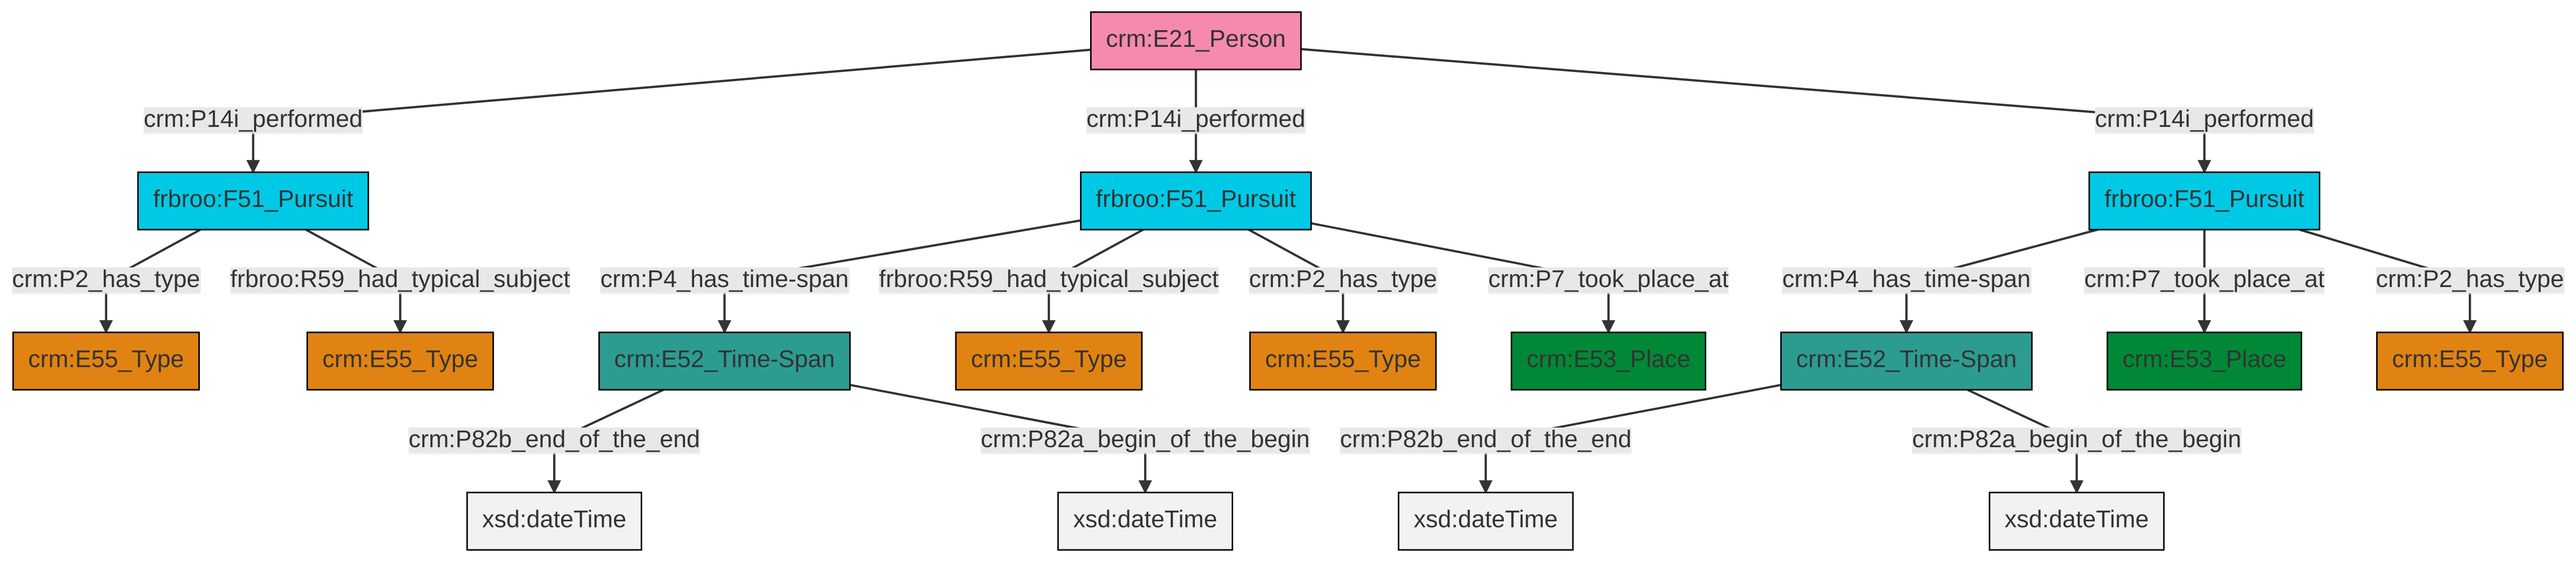 crm:E21_Person
crm:P14i_performed
crm:P14i_performed
crm:P14i_performed
frbroo:F51_Pursuit
frbroo:F51_Pursuit
frbroo:F51_Pursuit
crm:P2_has_type
frbroo:R59_had_typical_subject
crm:P4_has_time-span
frbroo:R59_had_typical_subject
crm:P2_has_type
crm:P7_took_place_at
crm:P4_has_time-span
crm:P7_took_place_at
crm:P2_has_type
crm:E55_Type
crm:E55_Type
crm:E52_Time-Span
crm:E55_Type
crm:E55_Type
crm:E53_Place
crm:E52_Time-Span
crm:E53_Place
crm:E55_Type
crm:P82b_end_of_the_end
crm:P82a_begin_of_the_begin
crm:P82b_end_of_the_end
crm:P82a_begin_of_the_begin
xsd:dateTime
xsd:dateTime
xsd:dateTime
xsd:dateTime